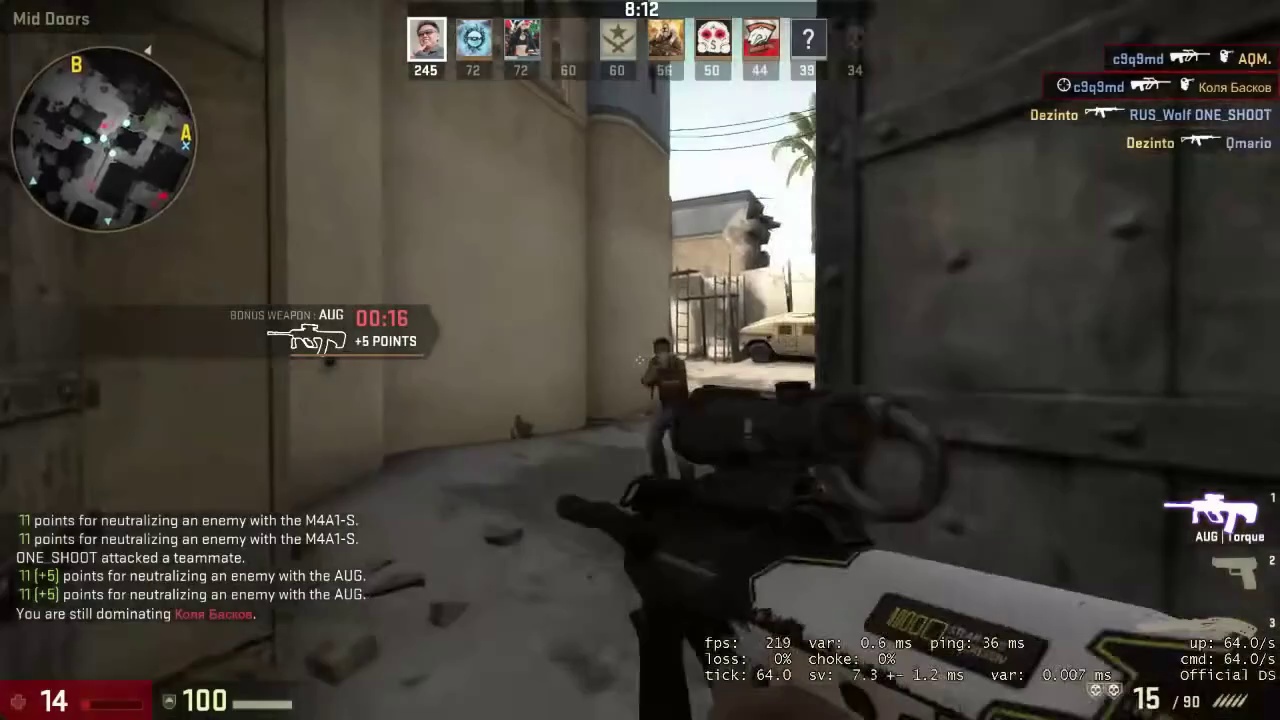 Mid Doors
8:12
B
A
245 72 72 60 60 56 50 44 39 34
?
S
c9q9md AQM.
c9q9md Коля Басков
Dezinto RUS_Wolf ONE_SHOOT
Dezinto Qmario
BONUS WEAPON : AUG 00:16
+5 POINTS
11 points for neutralizing an enemy with the M4A1-S.
11 points for neutralizing an enemy with the M4A1-S.
ONE_SHOOT attacked a teammate.
11 (+5) points for neutralizing an enemy with the AUG.
11 (+5) points for neutralizing an enemy with the AUG.
You are still dominating Коля Басков.
1
AUG | Torque
2
3
fps: 219 var: 0.6 ms ping: 36 ms up: 64.0/s
loss: 0% choke: 0% cmd: 64.0/s
tick: 64.0 sv: 7.3 +- 1.2 ms var: 0.007 ms Official DS
14 100 15 / 90